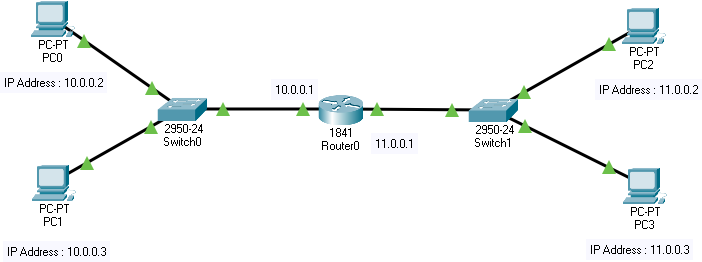 PC-PT
PC0
IP Address : 10.0.0.2
2950-24
Switch0
PC-PT
PC1
IP Address : 10.0.0.3
10.0.0.1
1841
Router0
11.0.0.1
2950-24
Switch1
PC-PT
PC2
IP Address : 11.0.0.2
PC-PT
PC3
IP Address : 11.0.0.3